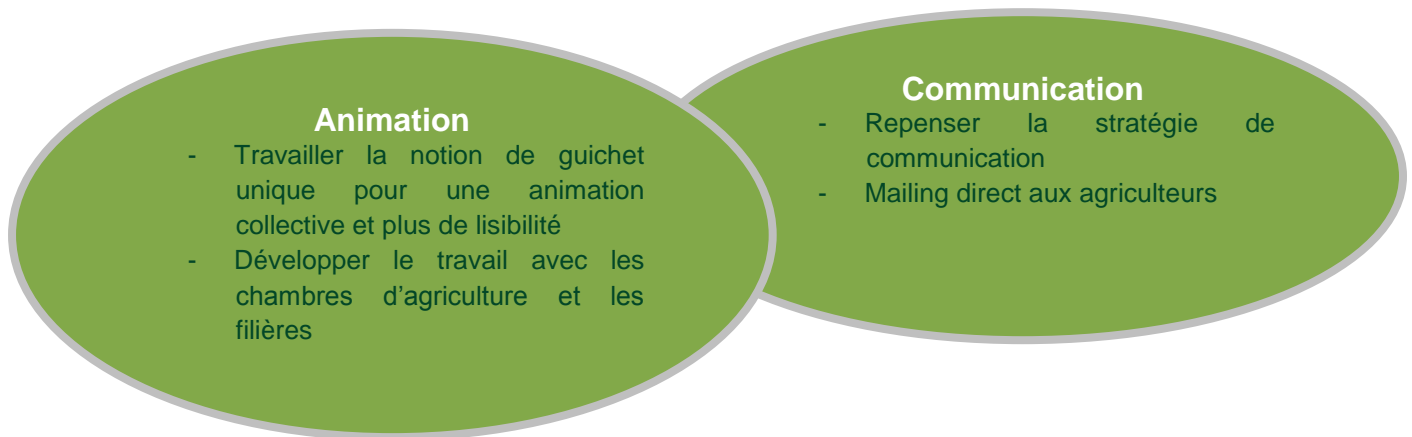 Animation
- Travailler la notion de guichet
unique pour une animation
collective et plus de lisibilité
- Développer le travail avec les
chambres d’agriculture et les
filières
Communication
- Repenser la stratégie de
communication
- Mailing direct aux agriculteurs